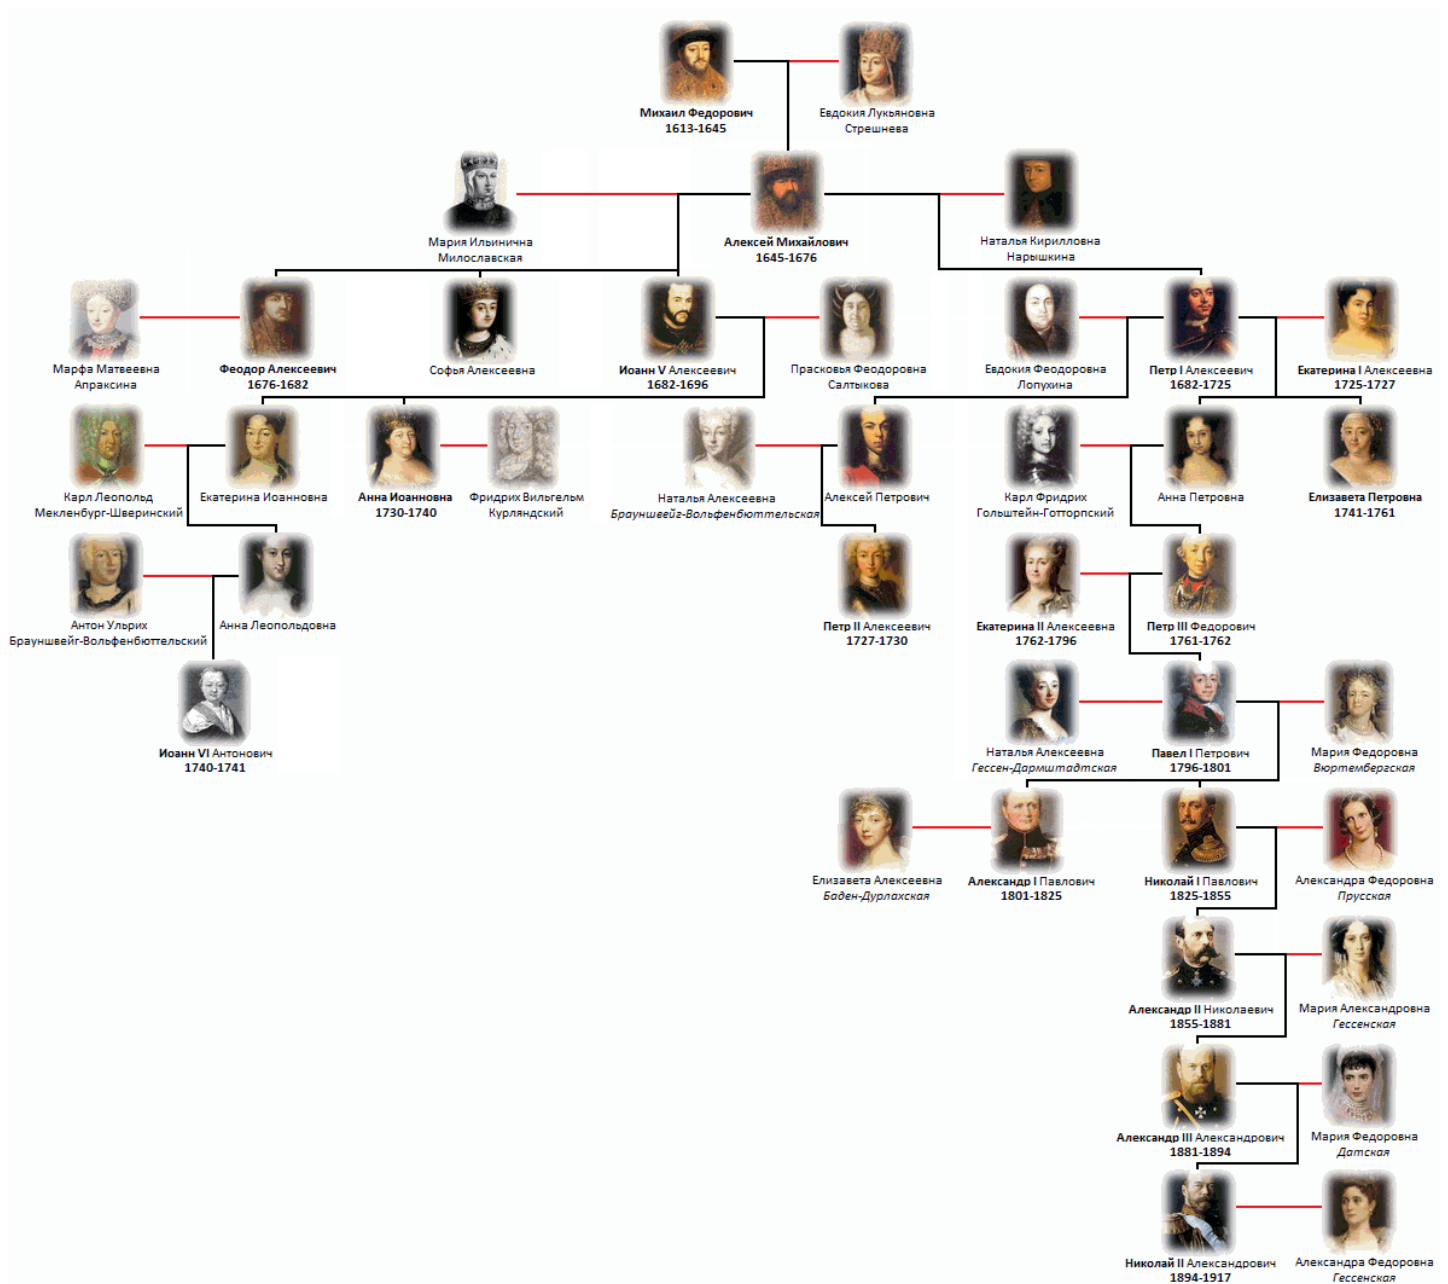 Михаил Федорович
1613-1645
Евдокия Лукьяновна
Стрешнева
Мария Ильинична
Милославская
Алексей Михайлович
1645-1676
Наталья Кирилловна
Нарышкина
Марфа Матвеевна
Апраксина
Феодор Алексеевич
1676-1682
Софья Алексеевна
Иоанн V Алексеевич
1682-1696
Прасковья Феодоровна
Салтыкова
Евдокия Феодоровна
Лопухина
Петр I Алексеевич
1682-1725
Екатерина I Алексеевна
1725-1727
Карл Леопольд
Мекленбург-Шверинский
Екатерина Иоанновна
Анна Иоанновна
1730-1740
Фридрих Вильгельм
Курляндский
Наталья Алексеевна
Брауншвейг-Вольфенбюттельская
Алексей Петрович
Карл Фридрих
Гольштейн-Готторпский
Анна Петровна
Елизавета Петровна
1741-1761
Антон Ульрих
Брауншвейг-Вольфенбюттельский
Анна Леопольдовна
Петр II Алексеевич
1727-1730
Екатерина II Алексеевна
1762-1796
Петр III Федорович
1761-1762
Иоанн VI Антонович
1740-1741
Наталья Алексеевна
Гессен-Дармштадтская
Павел I Петрович
1796-1801
Мария Федоровна
Вюртембергская
Елизавета Алексеевна
Баден-Дурлахская
Александр I Павлович
1801-1825
Николай I Павлович
1825-1855
Александра Федоровна
Прусская
Александр II Николаевич
1855-1881
Мария Александровна
Гессенская
Александр III Александрович
1881-1894
Мария Федоровна
Датская
Николай II Александрович
1894-1917
Александра Федоровна
Гессенская